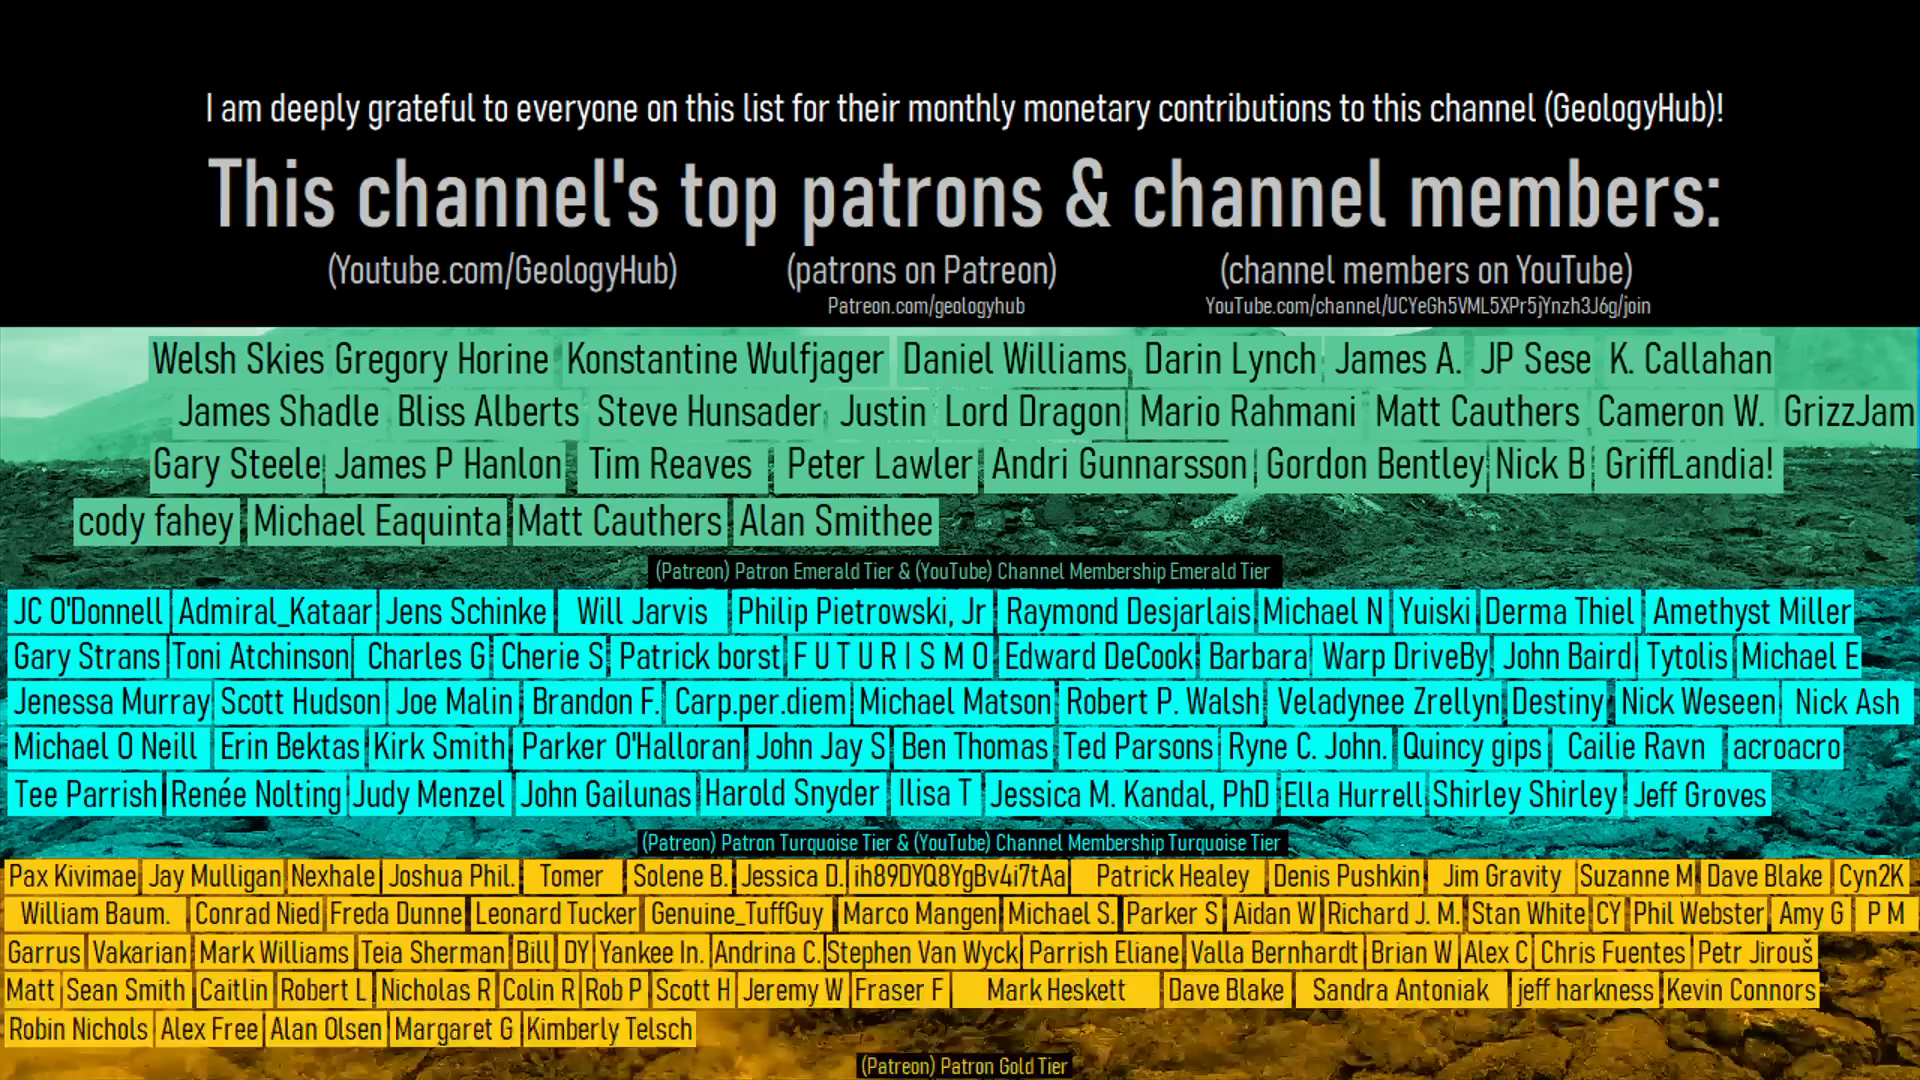 I am deeply grateful to everyone on this list for their monthly monetary contributions to this channel (GeologyHub)!
This channel's top patrons & channel members:
(Youtube.com/GeologyHub) (patrons on Patreon) (channel members on YouTube)
Patreon.com/geologyhub YouTube.com/channel/UCYeGh5VML5XPr5jYnzh3J6g/join
Welsh Skies Gregory Horine Konstantine Wulfjager Daniel Williams Darin Lynch James A. JP Sese K. Callahan
James Shadle Bliss Alberts Steve Hunsader Justin Lord Dragon Mario Rahmani Matt Cauthers Cameron W. GrizzJam
Gary Steele James P Hanlon Tim Reaves Peter Lawler Andri Gunnarsson Gordon Bentley Nick B GriffLandia!
cody fahey Michael Eaquinta Matt Cauthers Alan Smithee
(Patreon) Patron Emerald Tier & (YouTube) Channel Membership Emerald Tier
JC O'Donnell Admiral_Kataar Jens Schinke Will Jarvis Philip Pietrowski, Jr Raymond Desjarlais Michael N Yuiski Derma Thiel Amethyst Miller
Gary Strans Toni Atchinson Charles G Cherie S Patrick borst F U T U R I S M O Edward DeCook Barbara Warp DriveBy John Baird Tytolis Michael E
Jenessa Murray Scott Hudson Joe Malin Brandon F. Carp.per.diem Michael Matson Robert P. Walsh Veladynee Zrellyn Destiny Nick Weseen Nick Ash
Michael O Neill Erin Bektas Kirk Smith Parker O'Halloran John Jay S Ben Thomas Ted Parsons Ryne C. John. Quincy gips Cailie Ravn acroacro
Tee Parrish Renée Nolting Judy Menzel John Gailunas Harold Snyder Ilisa T Jessica M. Kandal, PhD Ella Hurrell Shirley Shirley Jeff Groves
(Patreon) Patron Turquoise Tier & (YouTube) Channel Membership Turquoise Tier
Pax Kivimae Jay Mulligan Nexhale Joshua Phil. Tomer Solene B. Jessica D. ih89DYQ8YgBv4i7tAa Patrick Healey Denis Pushkin Jim Gravity Suzanne M Dave Blake Cyn2K
William Baum. Conrad Nied Freda Dunne Leonard Tucker Genuine_TuffGuy Marco Mangen Michael S. Parker S Aidan W Richard J. M. Stan White CY Phil Webster Amy G P M
Garrus Vakarian Mark Williams Teia Sherman Bill DY Yankee In. Andrina C. Stephen Van Wyck Parrish Eliane Valla Bernhardt Brian W Alex C Chris Fuentes Petr Jirouš
Matt Sean Smith Caitlin Robert L Nicholas R Colin R Rob P Scott H Jeremy W Fraser F Mark Heskett Dave Blake Sandra Antoniak jeff harkness Kevin Connors
Robin Nichols Alex Free Alan Olsen Margaret G Kimberly Telsch
(Patreon) Patron Gold Tier